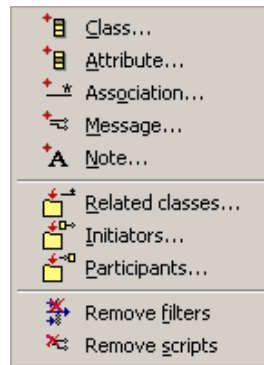 Class...
Attribute...
Association...
Message...
Note...
Related classes...
Initiators...
Participants...
Remove filters
Remove scripts